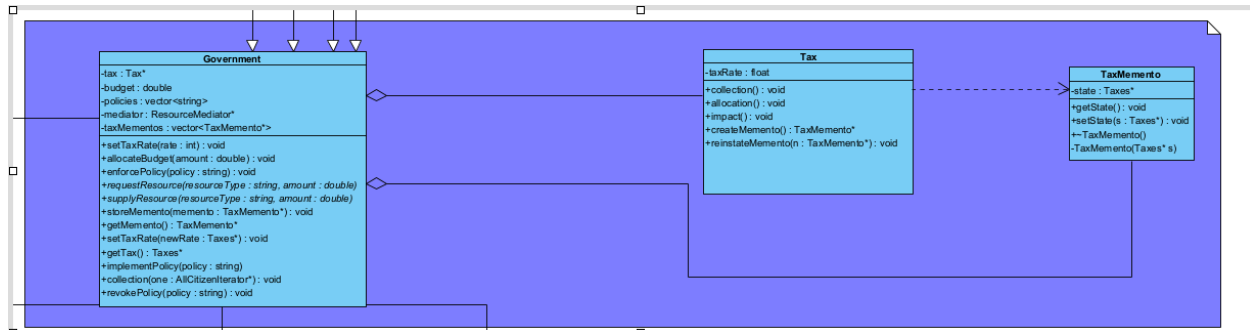 Government
-tax : Tax*
-budget : double
-policies : vector<string>
-mediator : ResourceMediator*
-taxMementos : vector<TaxMemento*>
+setTaxRate(rate : int) : void
+allocateBudget(amount : double) : void
+enforcePolicy(policy : string) : void
+requestResource(resourceType : string, amount : double)
+supplyResource(resourceType : string, amount : double)
+storeMemento(memento : TaxMemento*) : void
+getMemento() : TaxMemento*
+setTaxRate(newRate : Taxes*) : void
+getTax() : Taxes*
+implementPolicy(policy : string)
+collection(one : AllCitizenIterator*) : void
+revokePolicy(policy : string) : void
Tax
-taxRate : float
+collection() : void
+allocation() : void
+impact() : void
+createMemento() : TaxMemento*
+reinstateMemento(n : TaxMemento*) : void
TaxMemento
-state : Taxes*
+getState() : void
+setState(s : Taxes*) : void
+~TaxMemento()
-TaxMemento(Taxes* s)